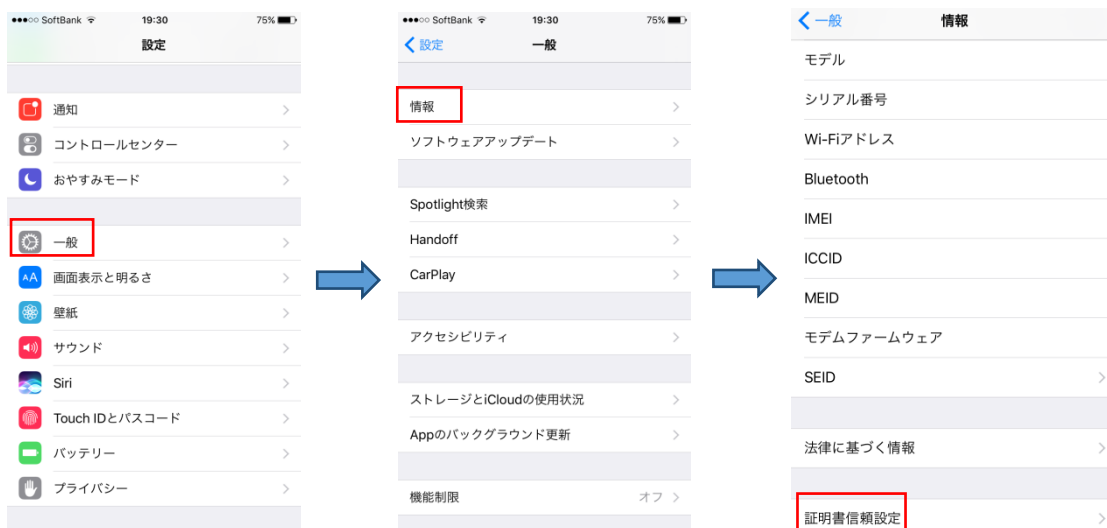 SoftBank 19:30 75%
設定
通知
コントロールセンター
おやすみモード
一般
AA 画面表示と明るさ
壁紙
サウンド
Siri
Touch IDとパスコード
バッテリー
プライバシー
SoftBank 19:30 75%
設定 一般
情報
ソフトウェアアップデート
Spotlight検索
Handoff
CarPlay
アクセシビリティ
ストレージとiCloudの使用状況
Appのバックグラウンド更新
機能制限 オフ
一般 情報
モデル
シリアル番号
Wi-Fiアドレス
Bluetooth
IMEI
ICCID
MEID
モデムファームウェア
SEID
法律に基づく情報
証明書信頼設定